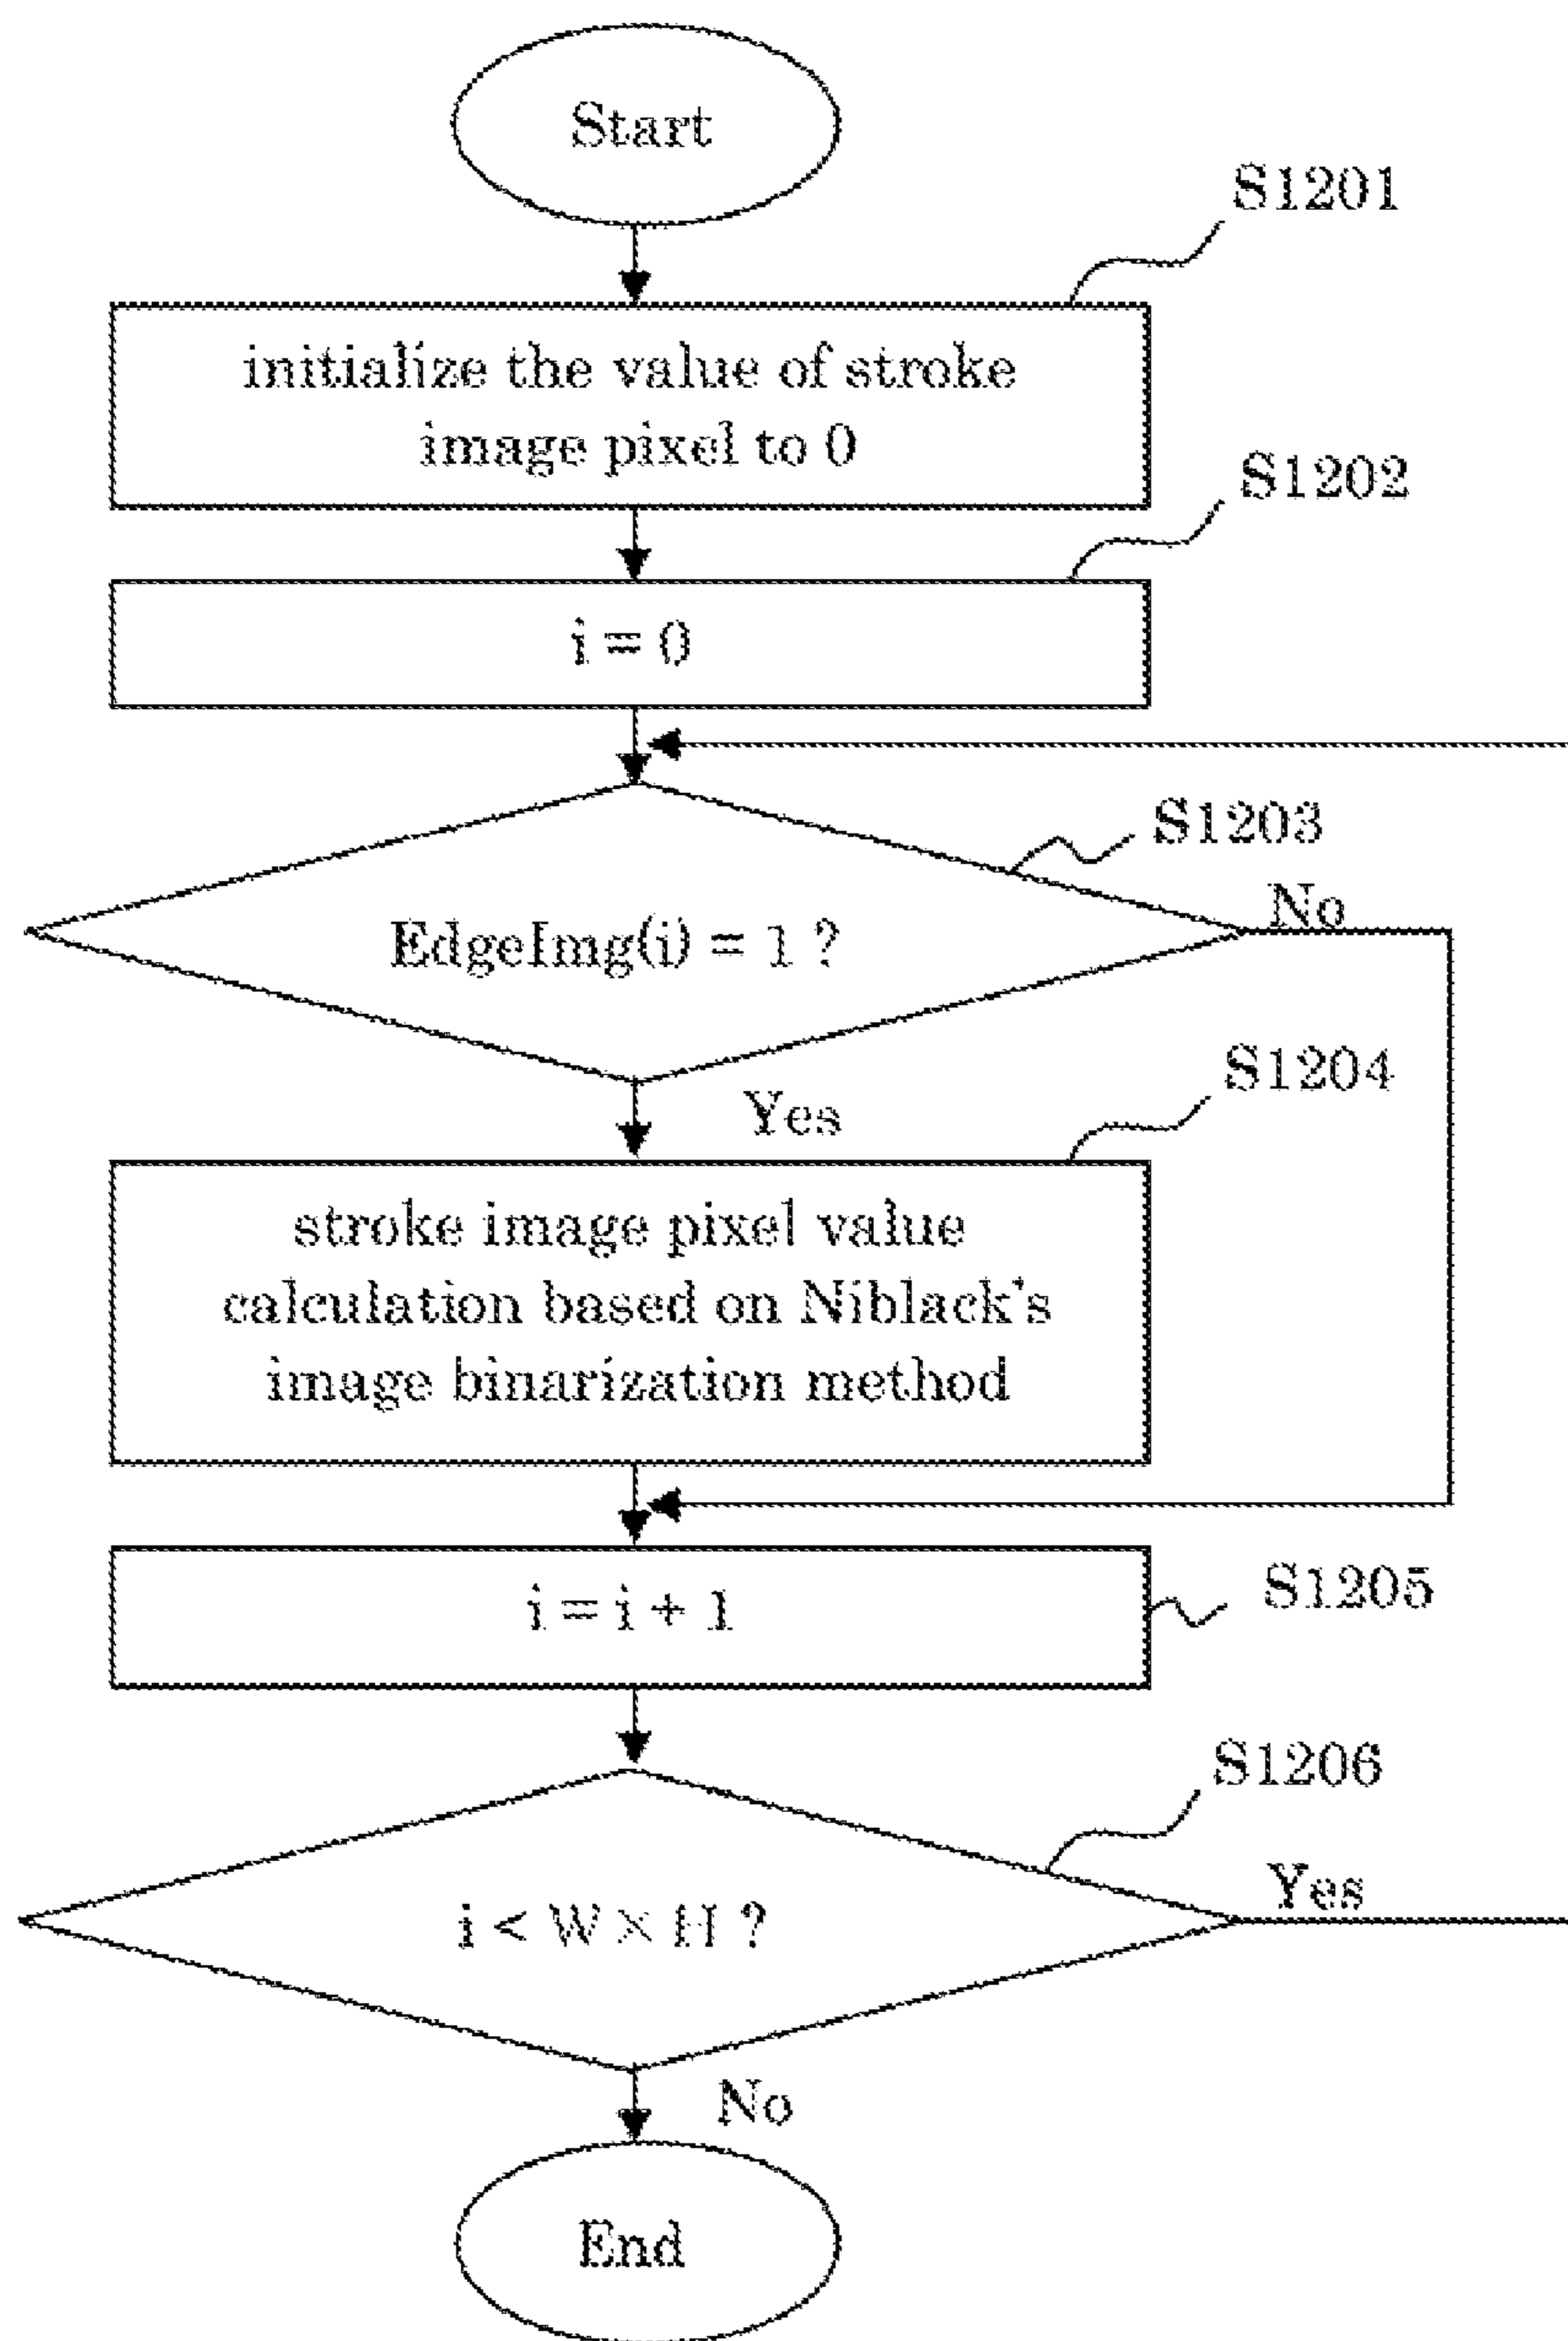 Start
S1201
initialize the value of stroke
image pixel to 0
S1202
i = 0
S1203
No
EdgeImg(i) = 1 ?
S1204
Yes
stroke image pixel value
calculation based on Niblack's
image binarization method
i = i + 1
S1205
S1206
Yes
i < W × H ?
No
End